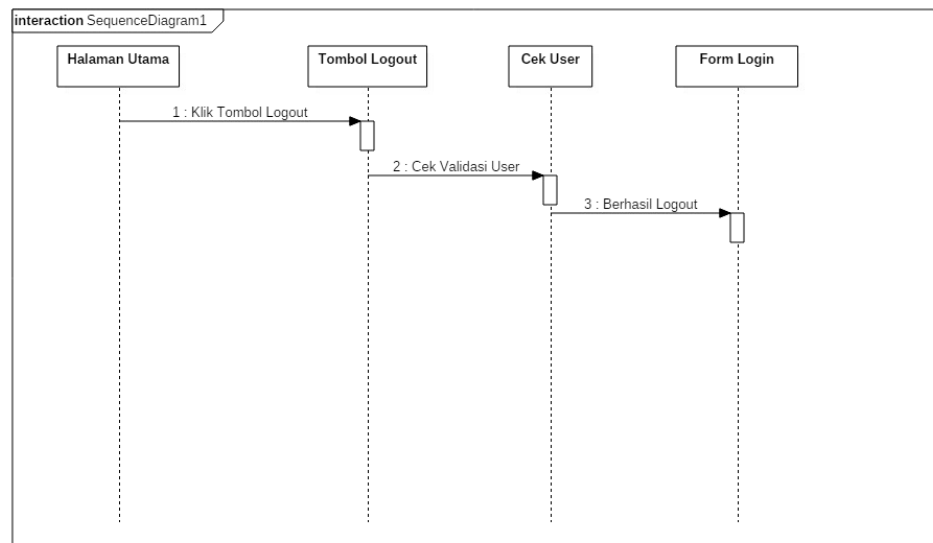 interaction SequenceDiagram1
Halaman Utama
Tombol Logout
Cek User
Form Login
1 : Klik Tombol Logout
2 : Cek Validasi User
3 : Berhasil Logout